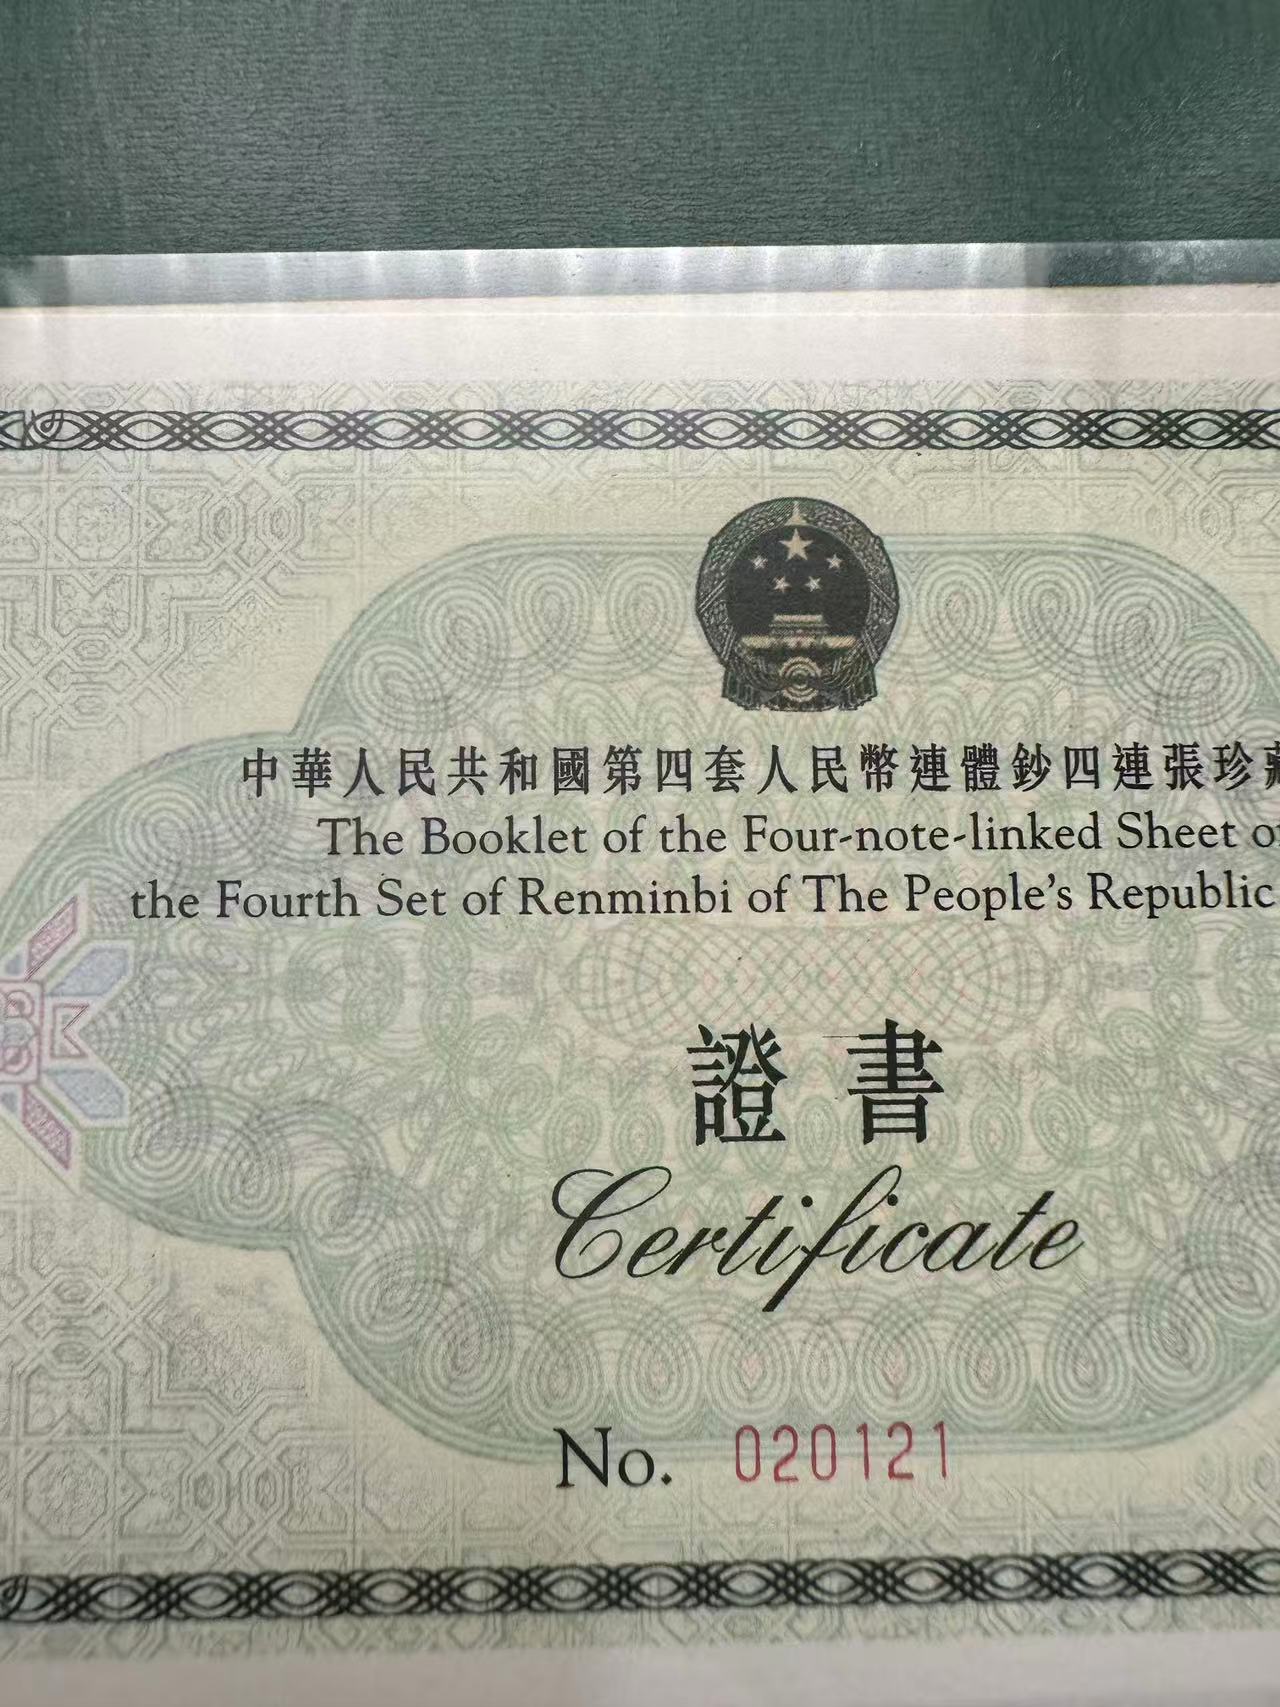 中華人民共和國第四套人民幣連體鈔四連張珍藏
The Booklet of the Four-note-linked Sheet of
the Fourth Set of Renminbi of The People's Republic
證書
Certificate
No. 020121